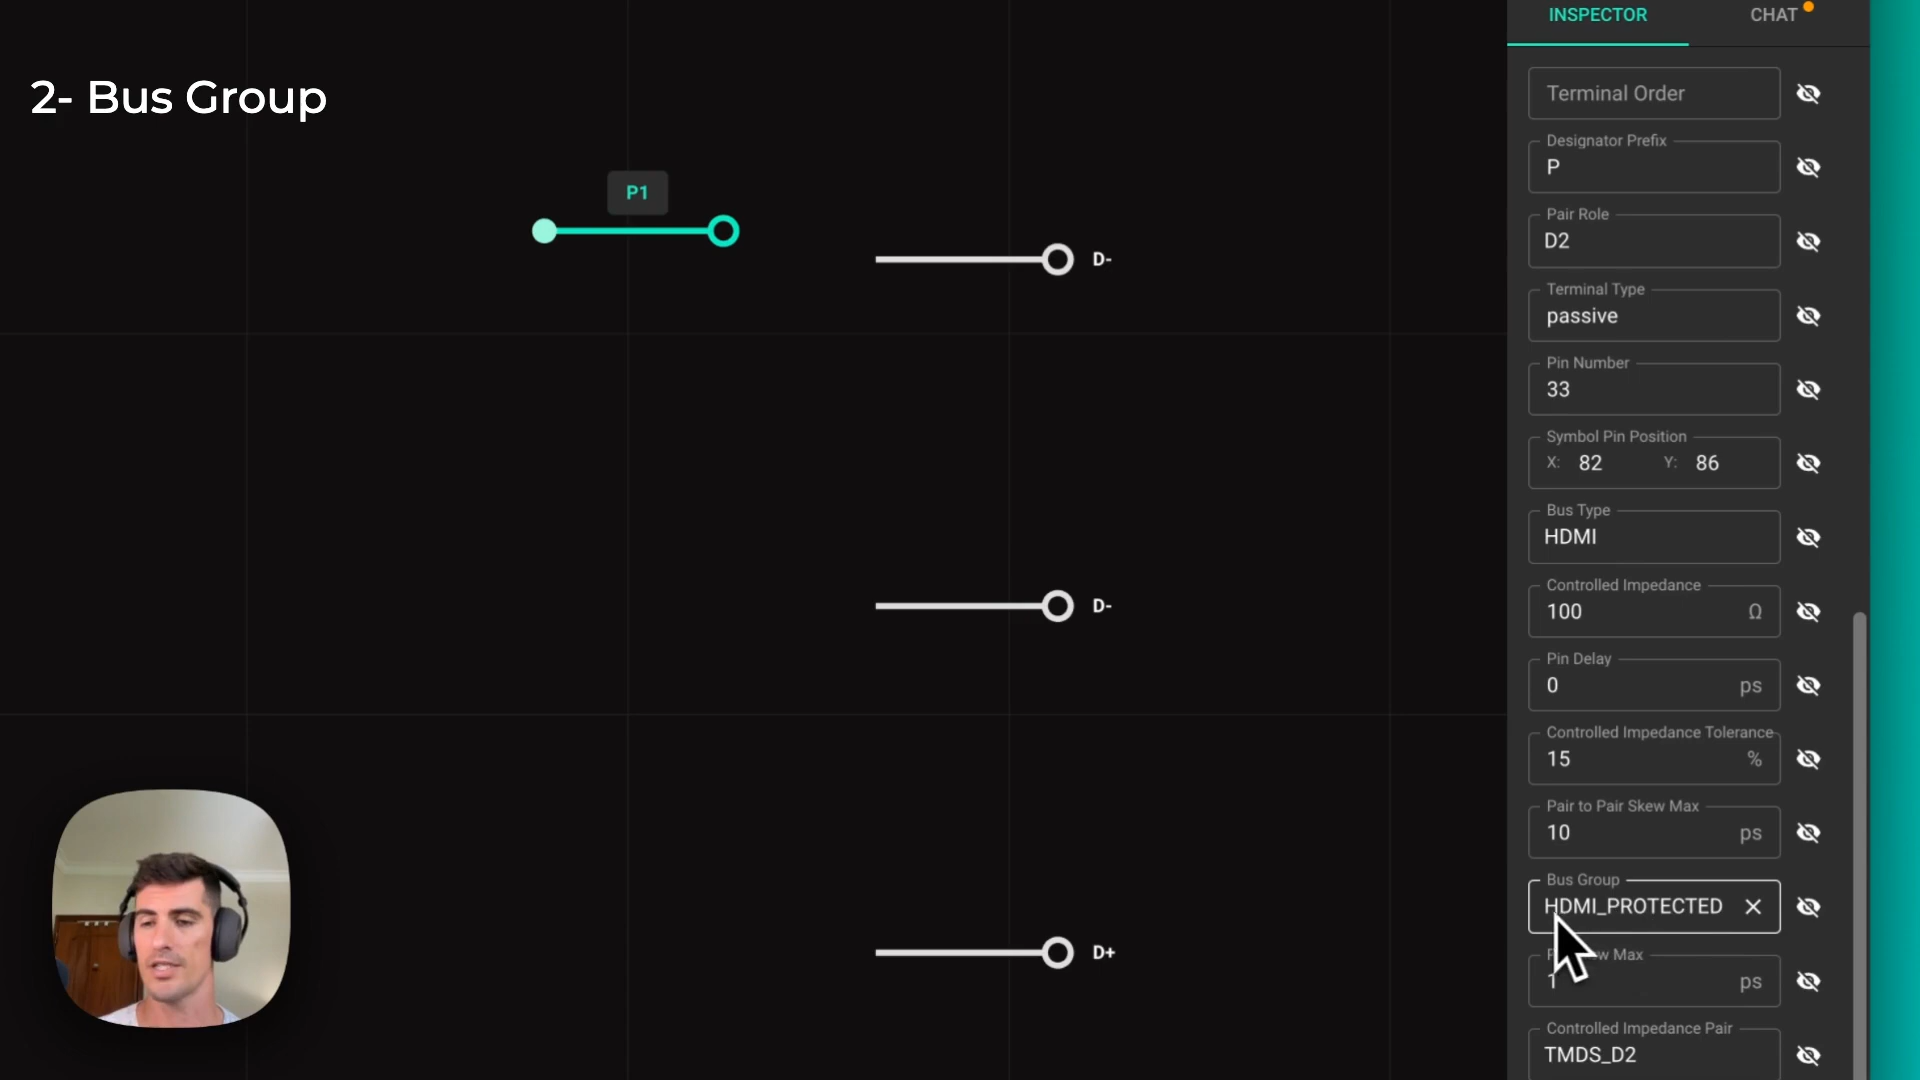 INSPECTOR
CHAT
2- Bus Group
Terminal Order
Designator Prefix
P
P1
Pair Role
D2
D-
Terminal Type
passive
Pin Number
33
Symbol Pin Position
X: 82 Y: 86
Bus Type
HDMI
Controlled Impedance
100 Ω
D-
Pin Delay
0 ps
Controlled Impedance Tolerance
15 %
Pair to Pair Skew Max
10 ps
Bus Group
HDMI_PROTECTED
D+
Max
1 ps
Controlled Impedance Pair
TMDS_D2